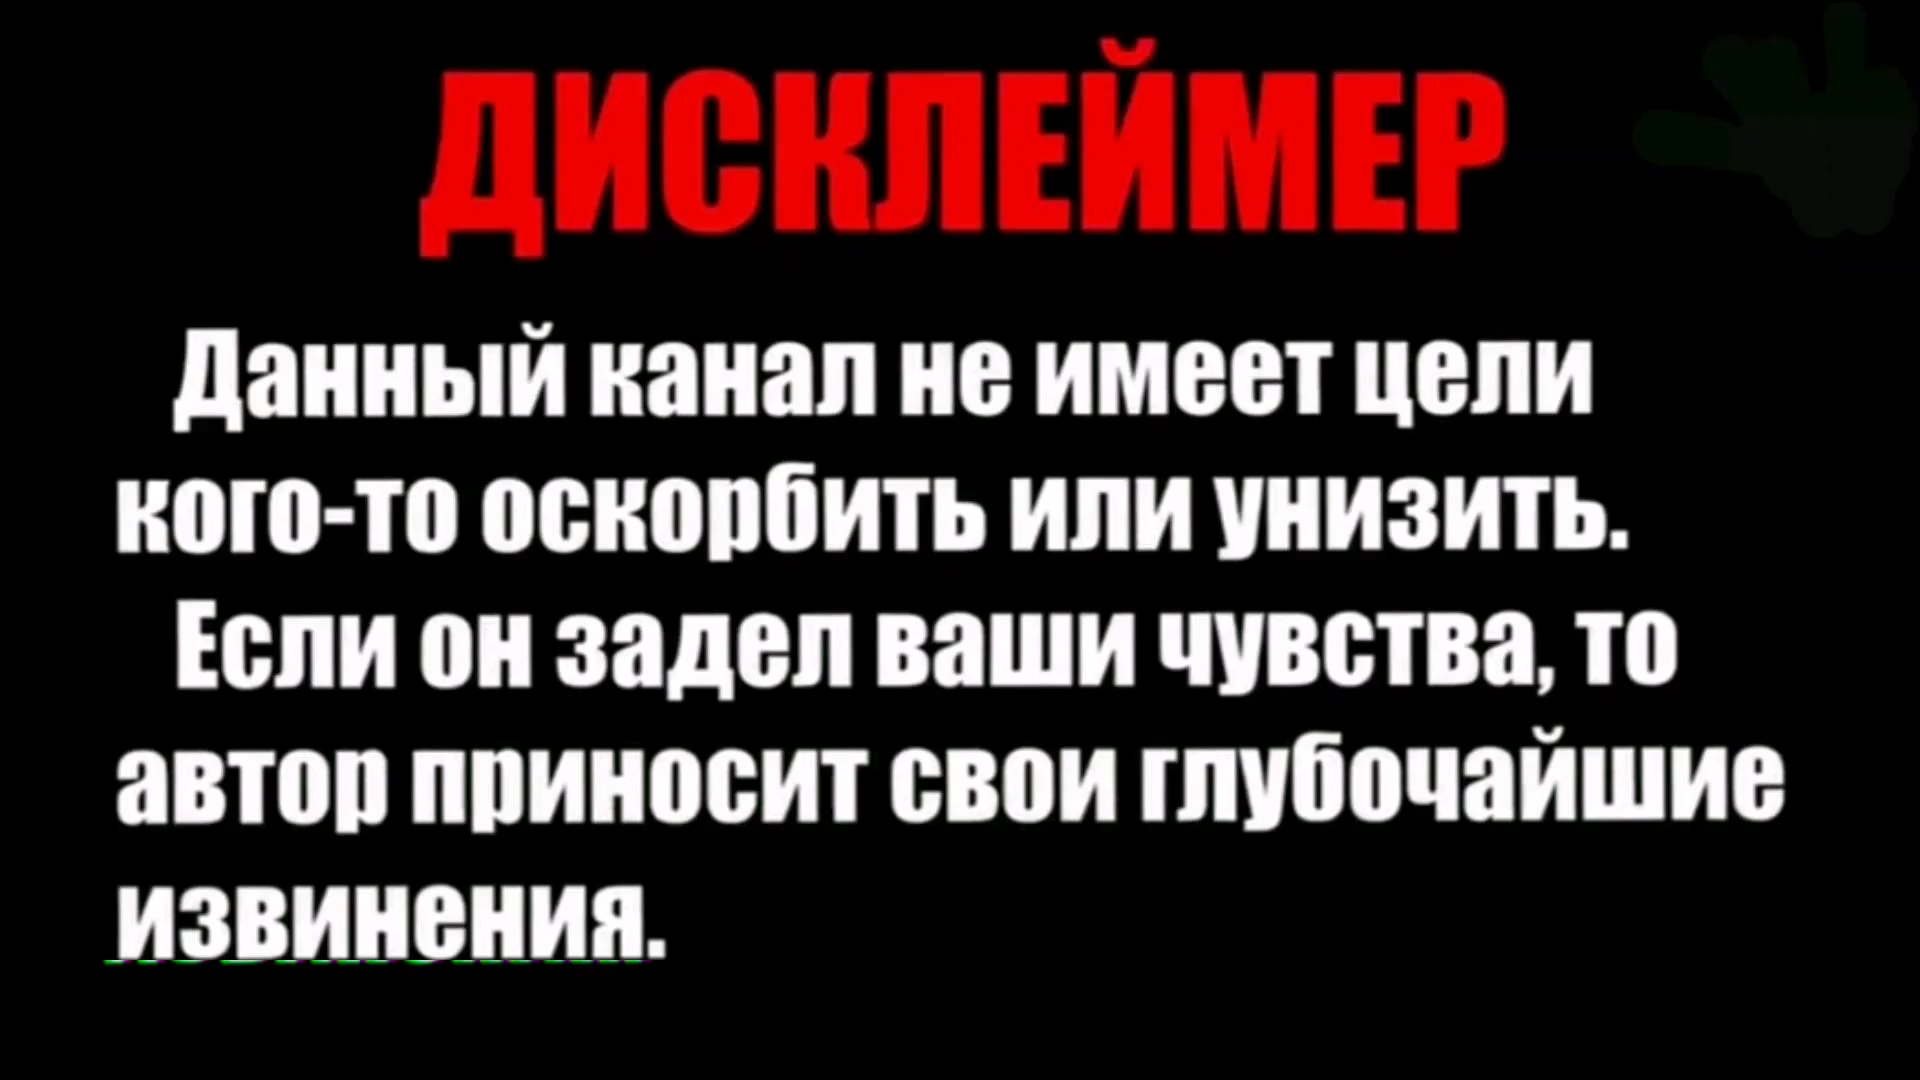 ДИСКЛЕЙМЕР
Данный канал не имеет цели
кого-то оскорбить или унизить.
Если он задел ваши чувства, то
автор приносит свои глубочайшие
извинения.